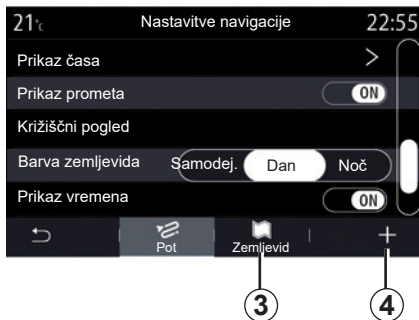 21°c Nastavitve navigacije 22:55
Prikaz časa >
Prikaz prometa ON
Križiščni pogled
Barva zemljevida Samodej. Dan Noč
Prikaz vremena ON
Pot Zemljevid +
3 4